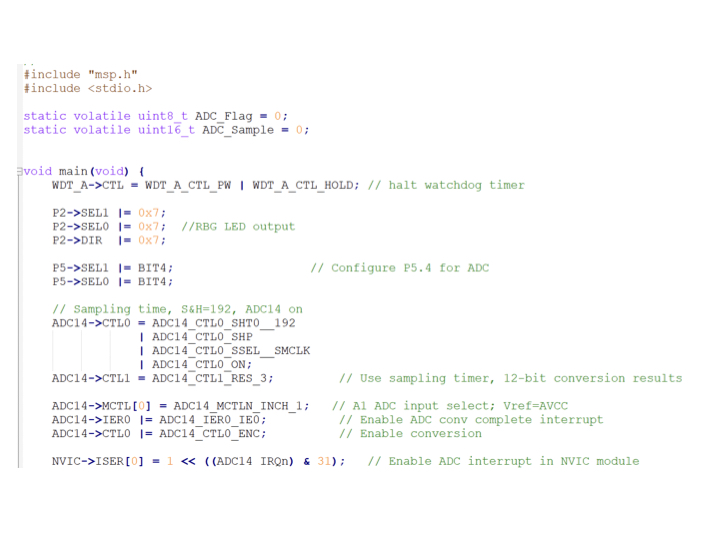 #include "msp.h"
#include <stdio.h>
static volatile uint8_t ADC_Flag = 0;
static volatile uint16_t ADC_Sample = 0;
void main(void) {
WDT_A->CTL = WDT_A_CTL_PW | WDT_A_CTL_HOLD; // halt watchdog timer
P2->SEL1 |= 0x7;
P2->SEL0 |= 0x7; //RBG LED output
P2->DIR |= 0x7;
P5->SEL1 |= BIT4; // Configure P5.4 for ADC
P5->SEL0 |= BIT4;
// Sampling time, S&H=192, ADC14 on
ADC14->CTL0 = ADC14_CTL0_SHT0__192
| ADC14_CTL0_SHP
| ADC14_CTL0_SSEL__SMCLK
| ADC14_CTL0_ON;
ADC14->CTL1 = ADC14_CTL1_RES_3; // Use sampling timer, 12-bit conversion results
ADC14->MCTL[0] = ADC14_MCTLN_INCH_1; // A1 ADC input select; Vref=AVCC
ADC14->IER0 |= ADC14_IER0_IE0; // Enable ADC conv complete interrupt
ADC14->CTL0 |= ADC14_CTL0_ENC; // Enable conversion
NVIC->ISER[0] = 1 << ((ADC14_IRQn) & 31); // Enable ADC interrupt in NVIC module